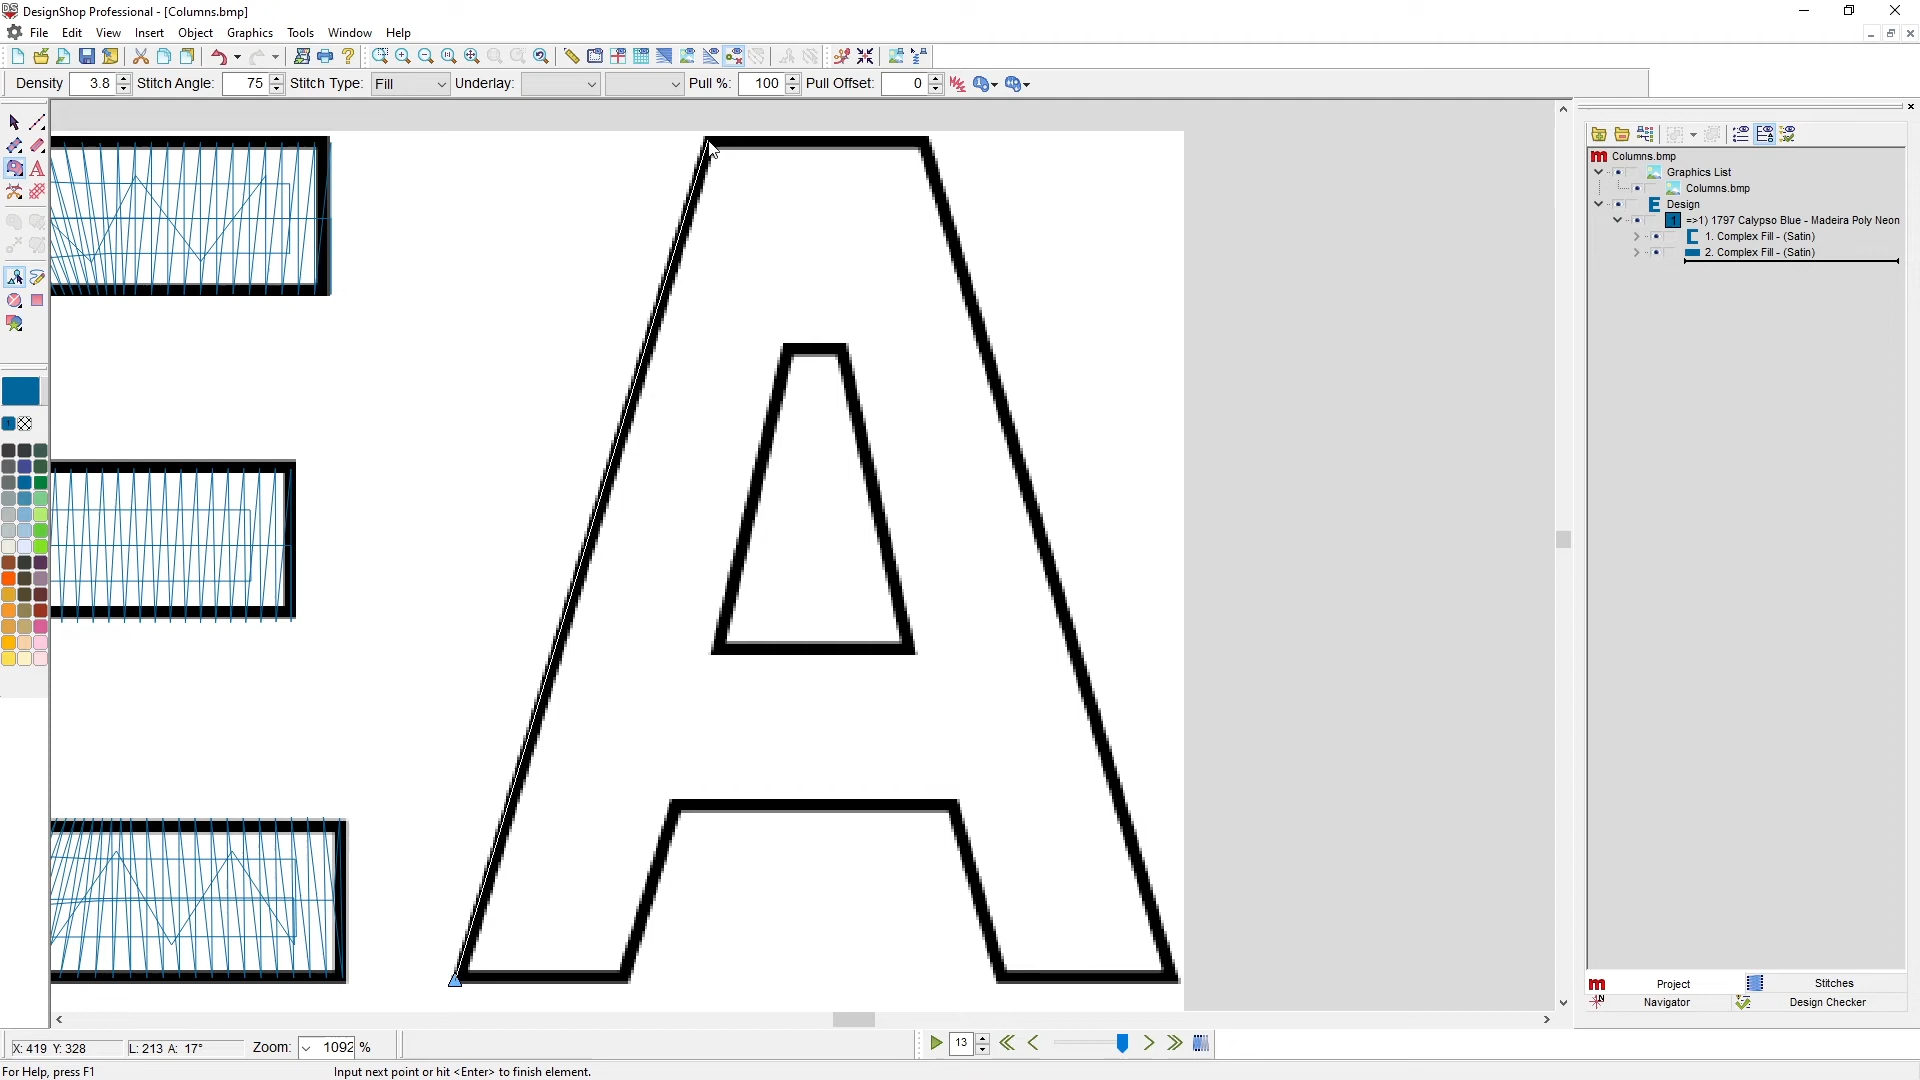 DesignShop Professional - [Columns.bmp]
File Edit View Insert Object Graphics Tools Window Help
Density 3.8 Stitch Angle: 75 Stitch Type: Fill Underlay: Pull %: 100 Pull Offset: 0
Columns.bmp
Graphics List
Columns.bmp
Design
=>1) 1797 Calypso Blue - Madeira Poly Neon
1. Complex Fill - (Satin)
2. Complex Fill - (Satin)
A
Project Stitches
Navigator Design Checker
X: 419 Y: 328 L: 213 A: 17° Zoom: 1092 % 13
For Help, press F1 Input next point or hit <Enter> to finish element.